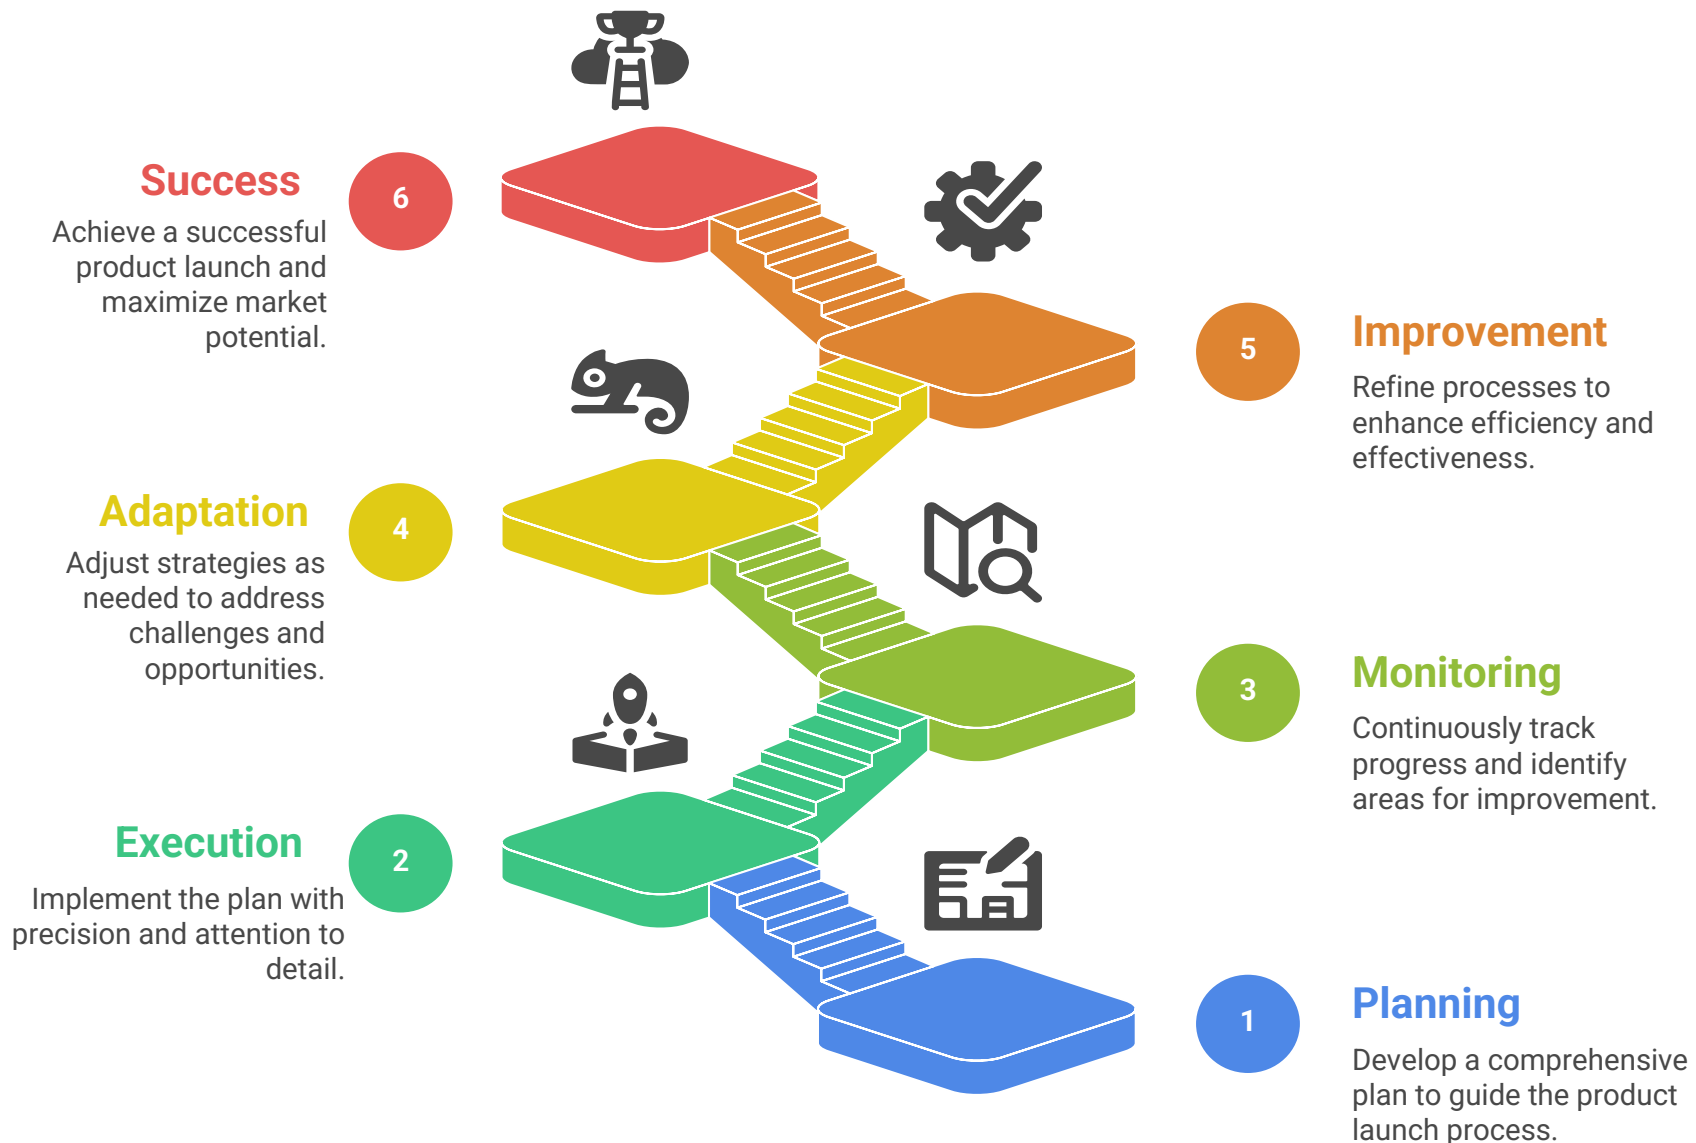 Success
6
Achieve a successful
product launch and
maximize market
potential.
5
Improvement
Refine processes to
enhance efficiency and
effectiveness.
Adaptation
4
Adjust strategies as
needed to address
challenges and
opportunities.
3
Monitoring
Continuously track
progress and identify
areas for improvement.
Execution
2
Implement the plan with
precision and attention to
detail.
1
Planning
Develop a comprehensive
plan to guide the product
launch process.